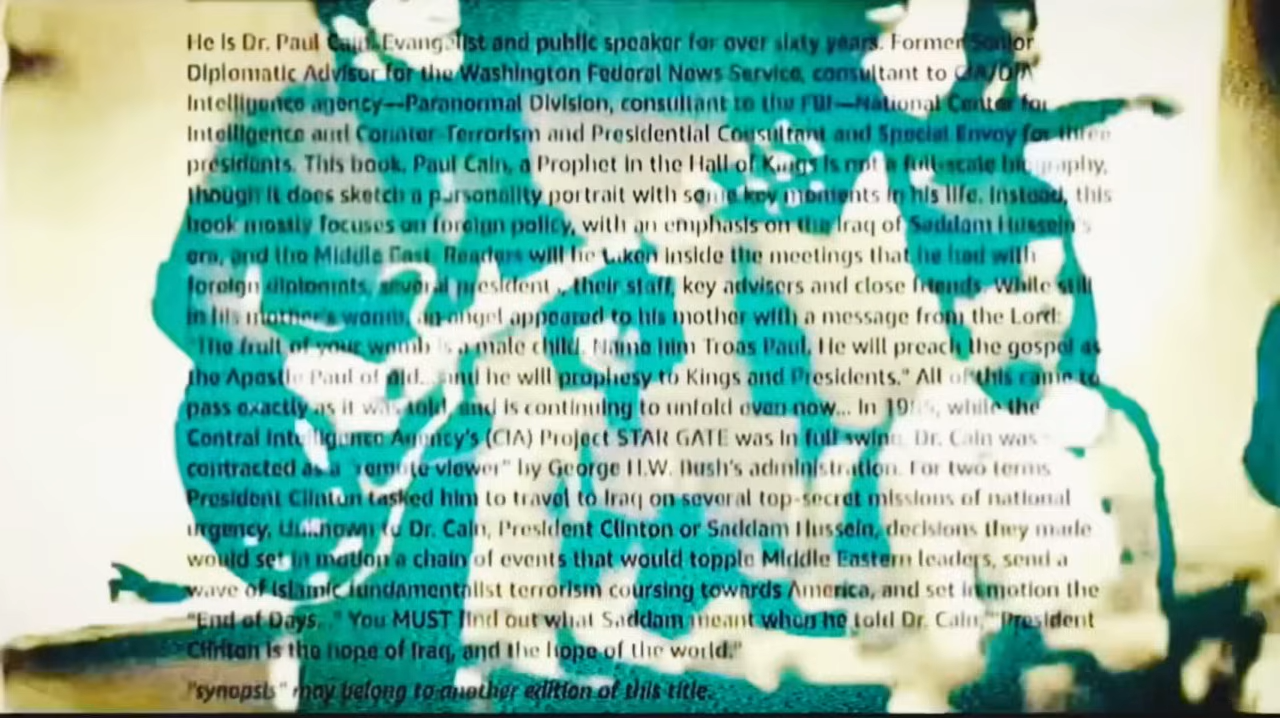 He is Dr. Paul Cain, Evangelist and public speaker for over sixty years. Former Senior
Diplomatic Advisor for the Washington Federal News Service, consultant to
Intelligence agency—Paranormal Division, consultant to the FBI—National Center for
Intelligence and Counter-Terrorism and Presidential Consultant and Special Envoy for three
presidents. This book, Paul Cain, a Prophet in the Hall of Kings is not a full-scale biography,
though it does sketch a personality portrait with some key moments in his life. Instead, this
book mostly focuses on foreign policy, with an emphasis on the Iraq of Saddam Hussein's
era, and the Middle East. Readers will be taken inside the meetings that he had with
foreign diplomats, several president , their staff, key advisers and close friends. While still
in his mother's womb, an angel appeared to his mother with a message from the Lord:
"The fruit of your womb is a male child. Name him Troas Paul. He will preach the gospel as
the Apostle Paul of old... and he will prophesy to Kings and Presidents." All of this came to
pass exactly as it was told, and is continuing to unfold even now... In while the
Central Intelligence Agency's (CIA) Project STAR GATE was in full swing, Dr. Cain was
contracted as a "remote viewer" by George H.W. Bush's administration. For two terms
President Clinton tasked him to travel to Iraq on several top-secret missions of national
urgency. Unknown to Dr. Cain, President Clinton or Saddam Hussein, decisions they made
would set in motion a chain of events that would topple Middle Eastern leaders, send a
wave of Islamic fundamentalist terrorism coursing towards America, and set in motion the
"End of Days. ." You MUST find out what Saddam meant when he told Dr. Cain, "President
Clinton is the hope of Iraq, and the hope of the world."
"synopsis" may belong to another edition of this title.